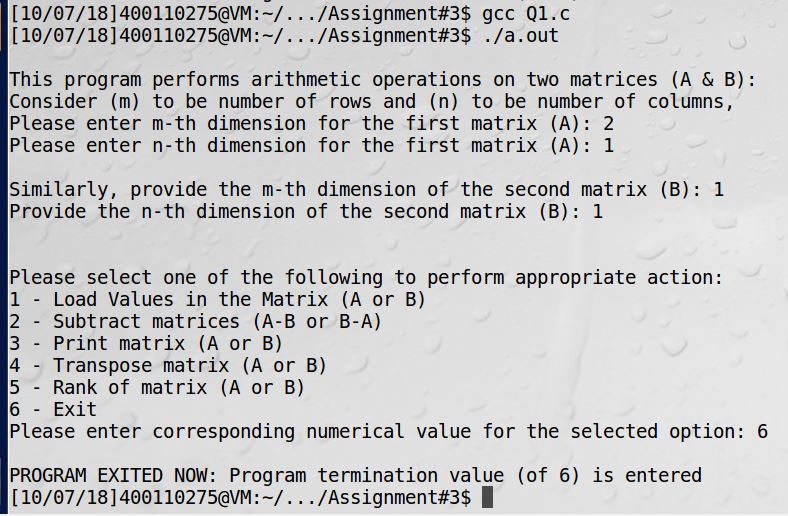 [10/07/18]400110275@VM:~/.../Assignment#3$ gcc Q1.c
[10/07/18]400110275@VM:~/.../Assignment#3$ ./a.out
This program performs arithmetic operations on two matrices (A & B):
Consider (m) to be number of rows and (n) to be number of columns,
Please enter m-th dimension for the first matrix (A): 2
Please enter n-th dimension for the first matrix (A): 1
Similarly, provide the m-th dimension of the second matrix (B): 1
Provide the n-th dimension of the second matrix (B): 1
Please select one of the following to perform appropriate action:
1 - Load Values in the Matrix (A or B)
2 - Subtract matrices (A-B or B-A)
3 - Print matrix (A or B)
4 - Transpose matrix (A or B)
5 - Rank of matrix (A or B)
6 - Exit
Please enter corresponding numerical value for the selected option: 6
PROGRAM EXITED NOW: Program termination value (of 6) is entered
[10/07/18]400110275@VM:~/.../Assignment#3$